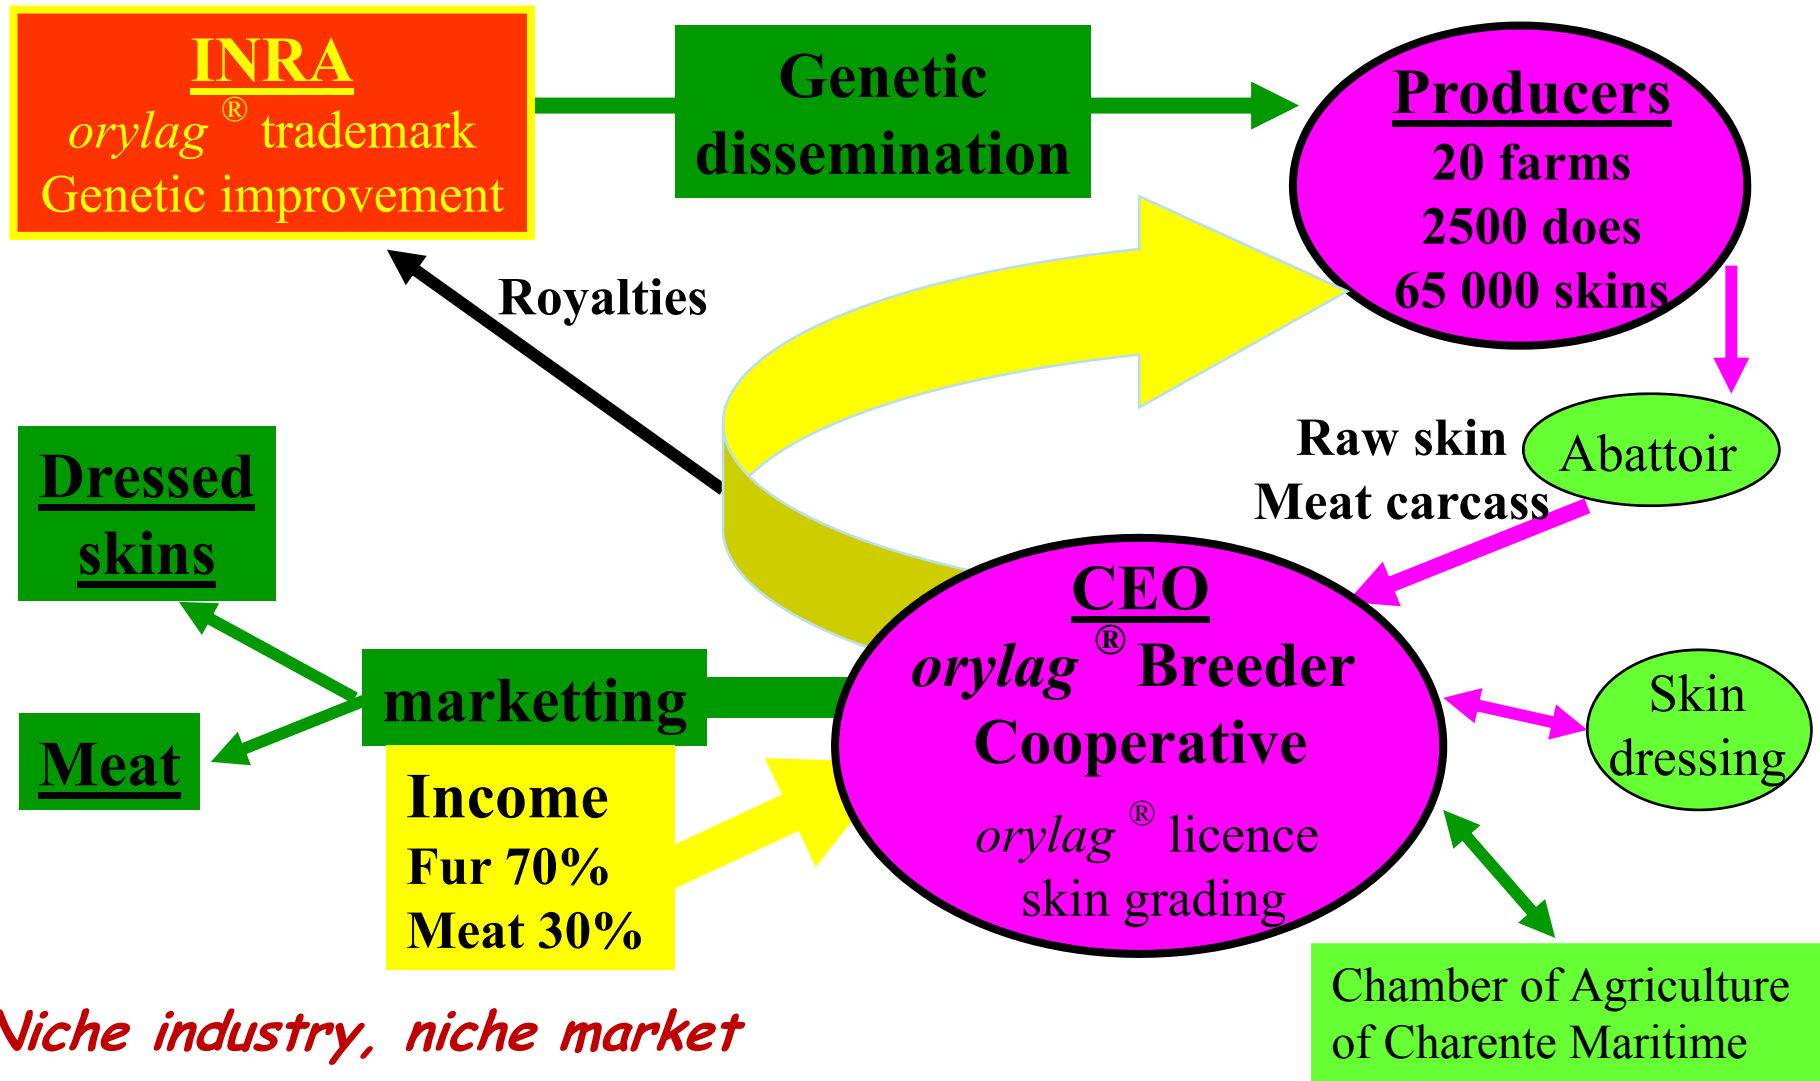 INRA
orylag ® trademark
Genetic improvement
Genetic
dissemination
Producers
20 farms
2500 does
65 000 skins
Royalties
Raw skin
Meat carcass
Abattoir
Dressed
skins
CEO
orylag ® Breeder
Cooperative
orylag ® licence
skin grading
marketting
Meat
Income
Fur 70%
Meat 30%
Skin
dressing
Chamber of Agriculture
of Charente Maritime
Niche industry, niche market